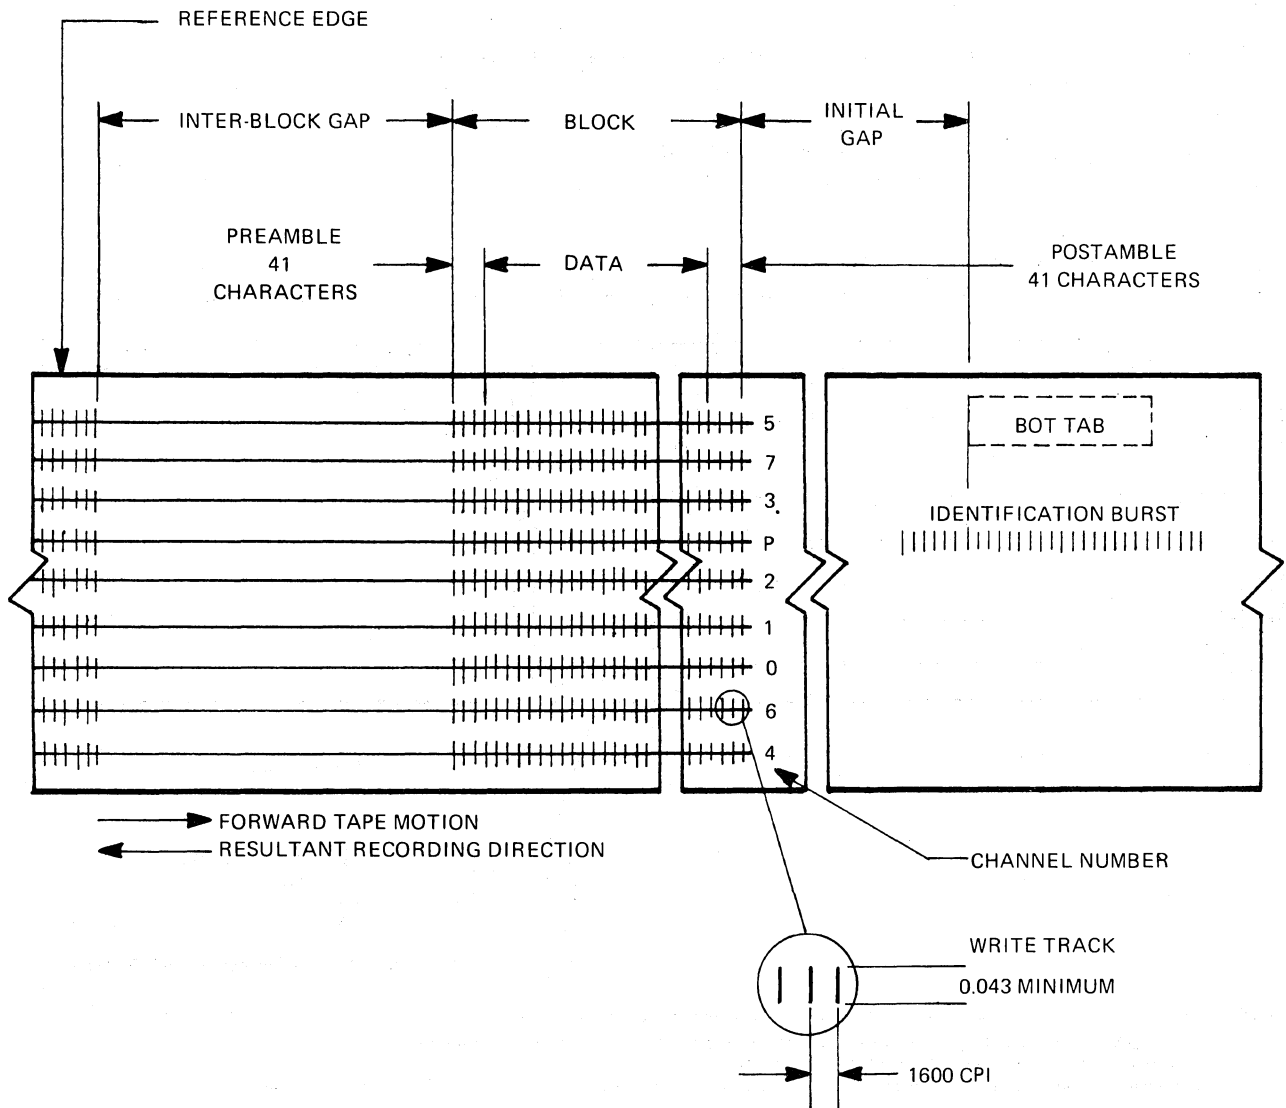 REFERENCE EDGE
INTER-BLOCK GAP
BLOCK
INITIAL
GAP
PREAMBLE
41
CHARACTERS
DATA
POSTAMBLE
41 CHARACTERS
5
7
3
P
2
1
0
6
4
BOT TAB
IDENTIFICATION BURST
FORWARD TAPE MOTION
RESULTANT RECORDING DIRECTION
CHANNEL NUMBER
WRITE TRACK
0.043 MINIMUM
1600 CPI